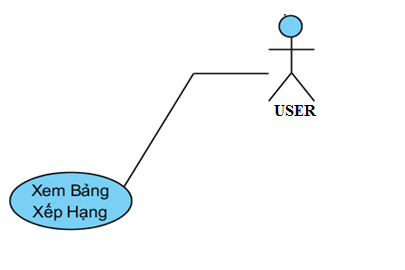 USER
Xem Bảng
Xếp Hạng